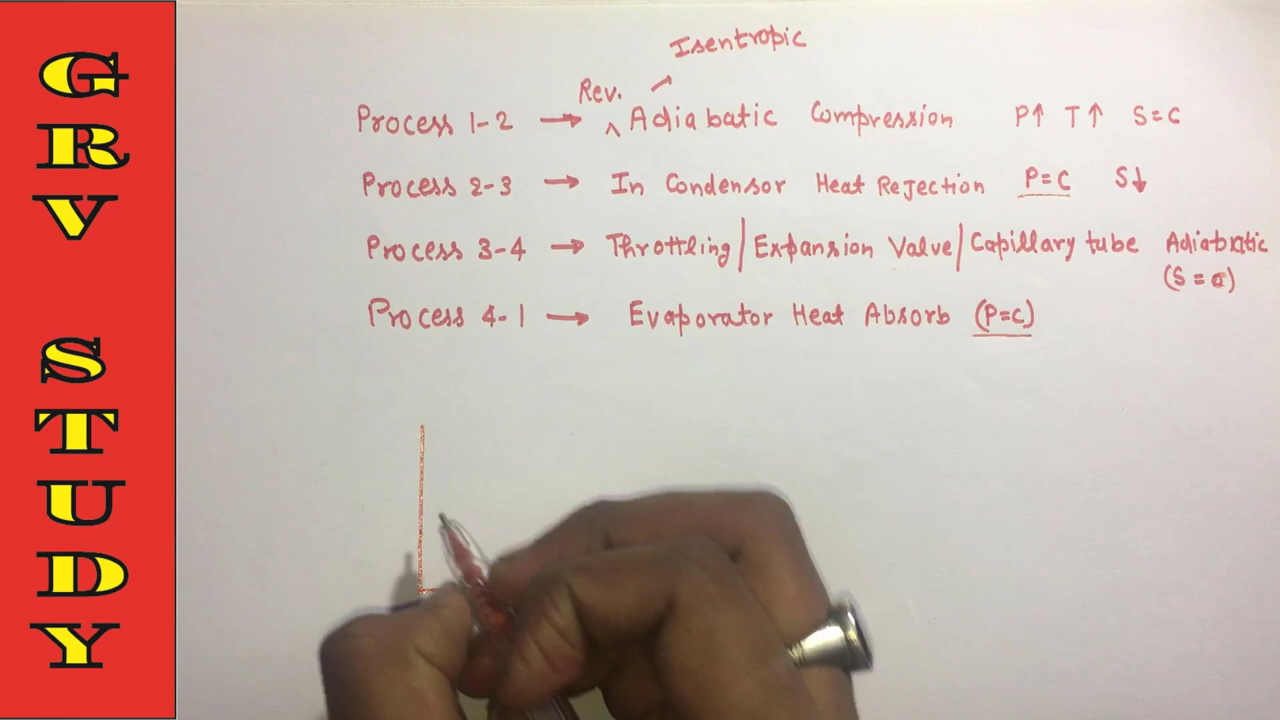 GRV STUDY
Isentropic
Rev.
Process 1-2 → Adiabatic Compression P↑ T↑ S=C
Process 2-3 → In Condensor Heat Rejection P=C S↓
Process 3-4 → Throttling/Expansion Valve/Capillary tube Adiabatic
Process 4-1 → Evaporator Heat Absorb (P=C)